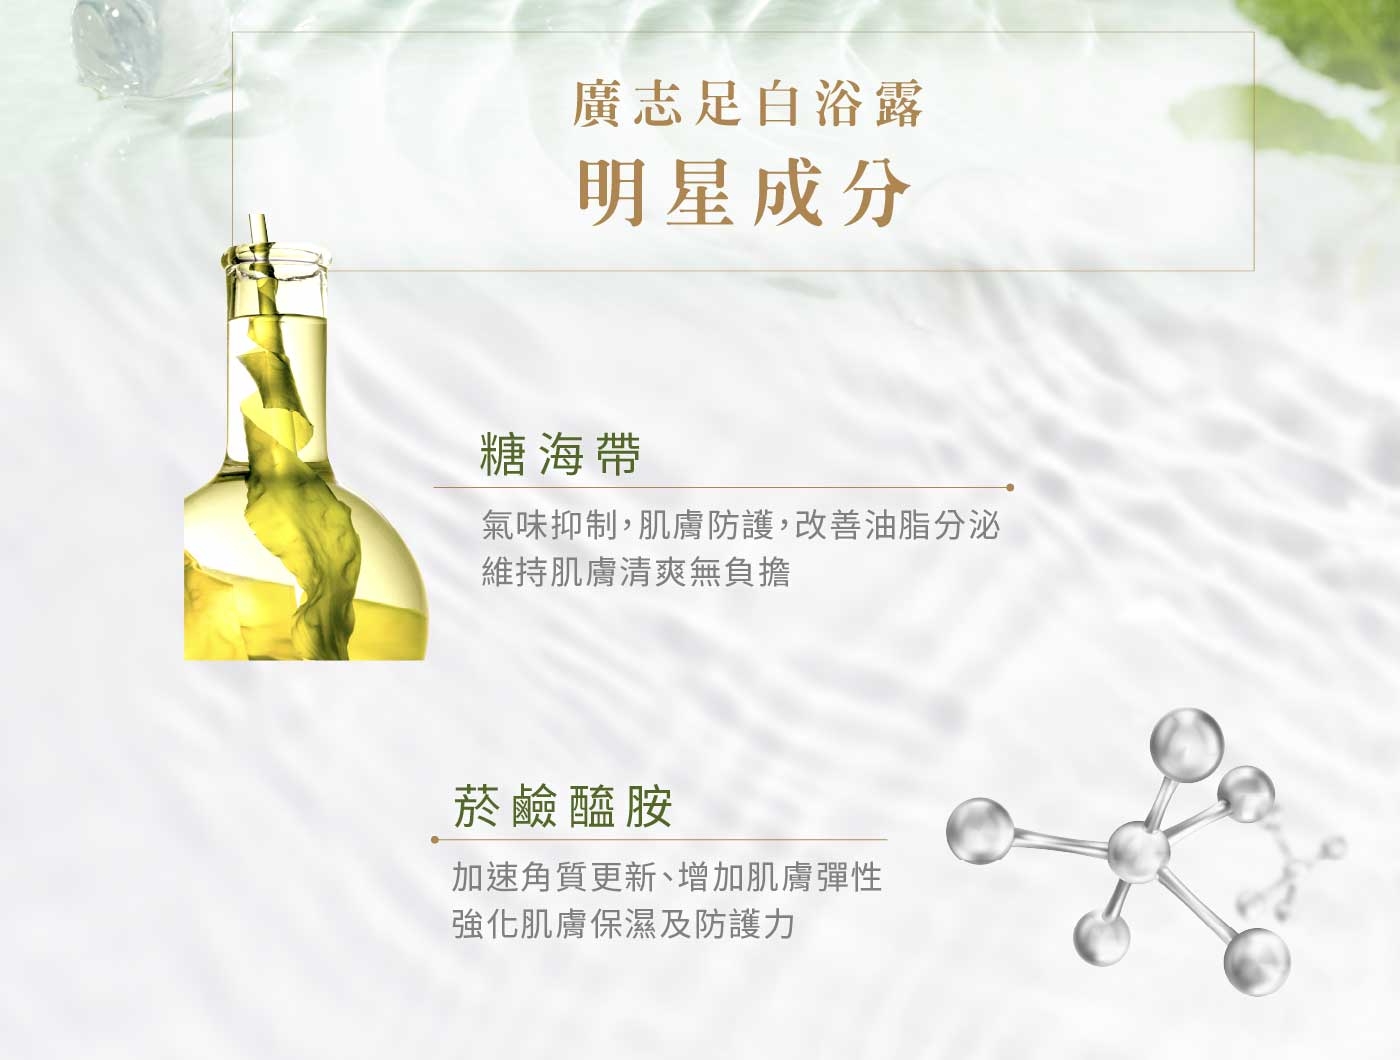 廣志足白浴露
明星成分
糖海帶
氣味抑制，肌膚防護，改善油脂分泌
維持肌膚清爽無負擔
菸鹼醯胺
加速角質更新、增加肌膚彈性
強化肌膚保濕及防護力